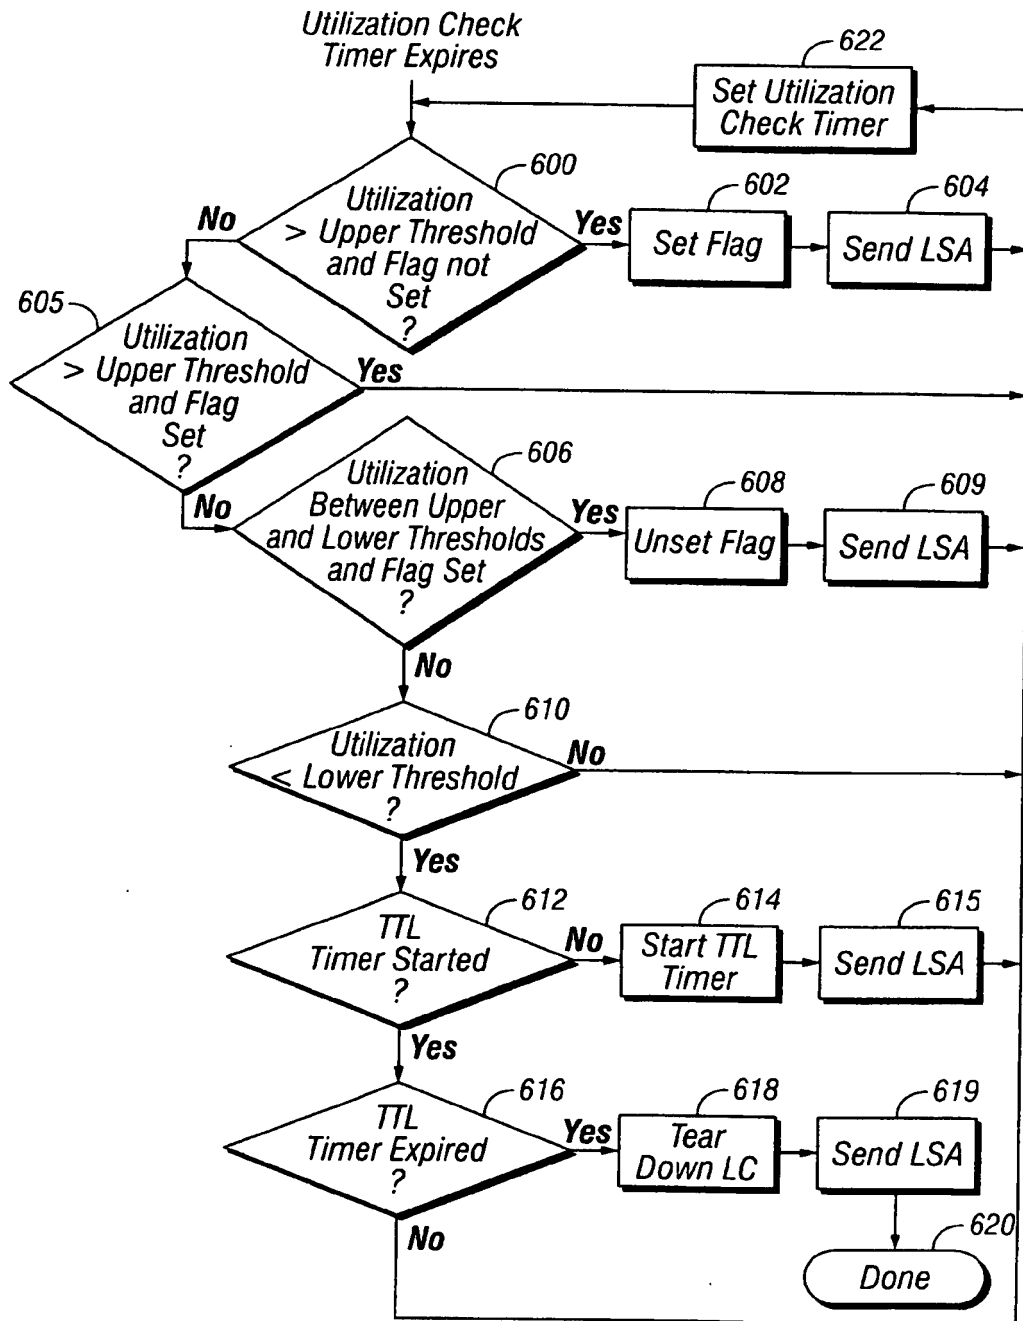 Utilization Check
Timer Expires
622
Set Utilization
Check Timer
600
Utilization
> Upper Threshold
and Flag not
Set
?
No
Yes
602
Set Flag
604
Send LSA
605
Utilization
> Upper Threshold
and Flag
Set
?
Yes
No
606
Utilization
Between Upper
and Lower Thresholds
and Flag Set
?
Yes
608
Unset Flag
609
Send LSA
No
610
Utilization
< Lower Threshold
?
No
Yes
612
TTL
Timer Started
?
No
614
Start TTL
Timer
615
Send LSA
Yes
616
TTL
Timer Expired
?
Yes
618
Tear
Down LC
619
Send LSA
No
620
Done